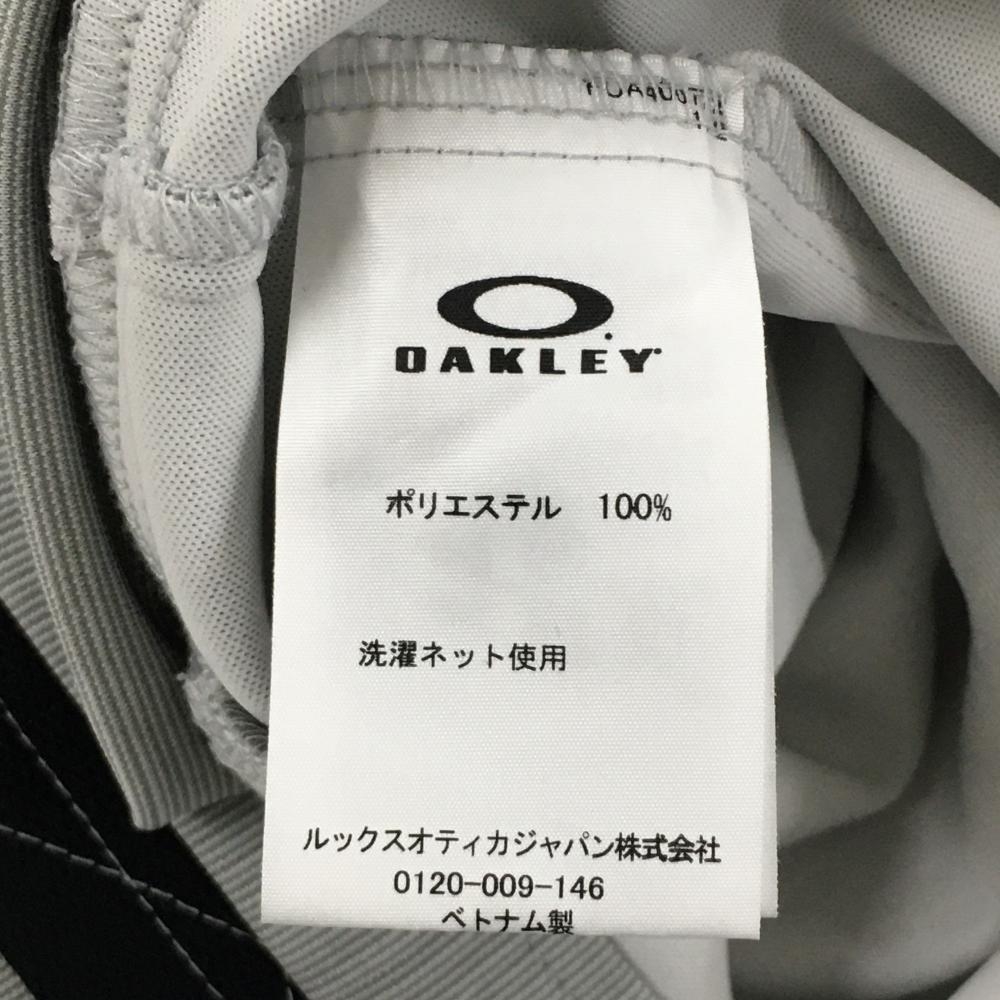 OAKLEY
ポリエステル 100%
洗濯ネット使用
ルックスオティカジャパン株式会社
0120-009-146
ベトナム製